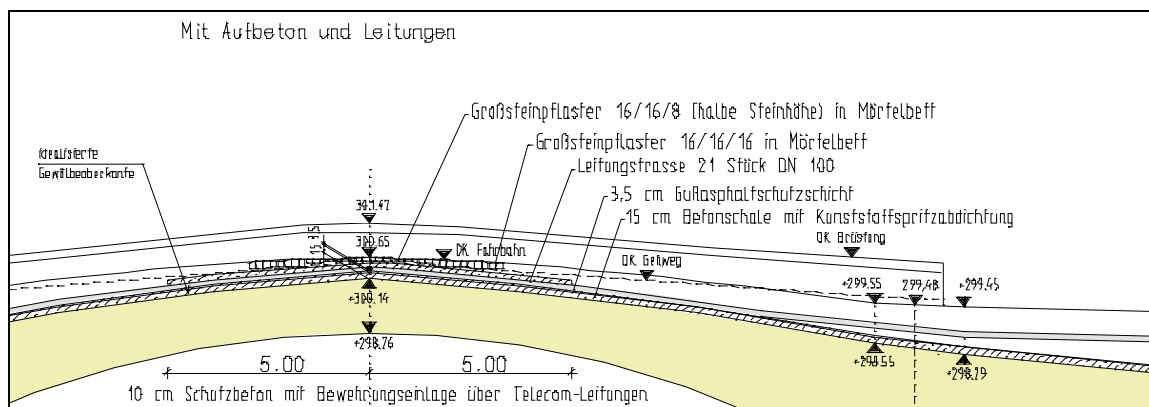 Mit Aufbeton und Leitungen
Großsteinpflaster 16/16/8 (halbe Steinhöhe) in Mörtelbett
Großsteinpflaster 16/16/16 in Mörtelbett
Leitungstrasse 21 Stück DN 100
3,5 cm Gußasphaltschutzschicht
15 cm Betonschale mit Kunststoffspritzabdichtung
idealisierte
Gewölbeoberkante
301.47
300.65
OK Fahrbahn
OK Gehweg
OK Brüstung
+299.55
299.48
+299.45
+300.14
+298.76
+298.55
+298.29
5.00
5.00
10 cm Schutzbeton mit Bewehrungseinlage über Telecom-Leitungen